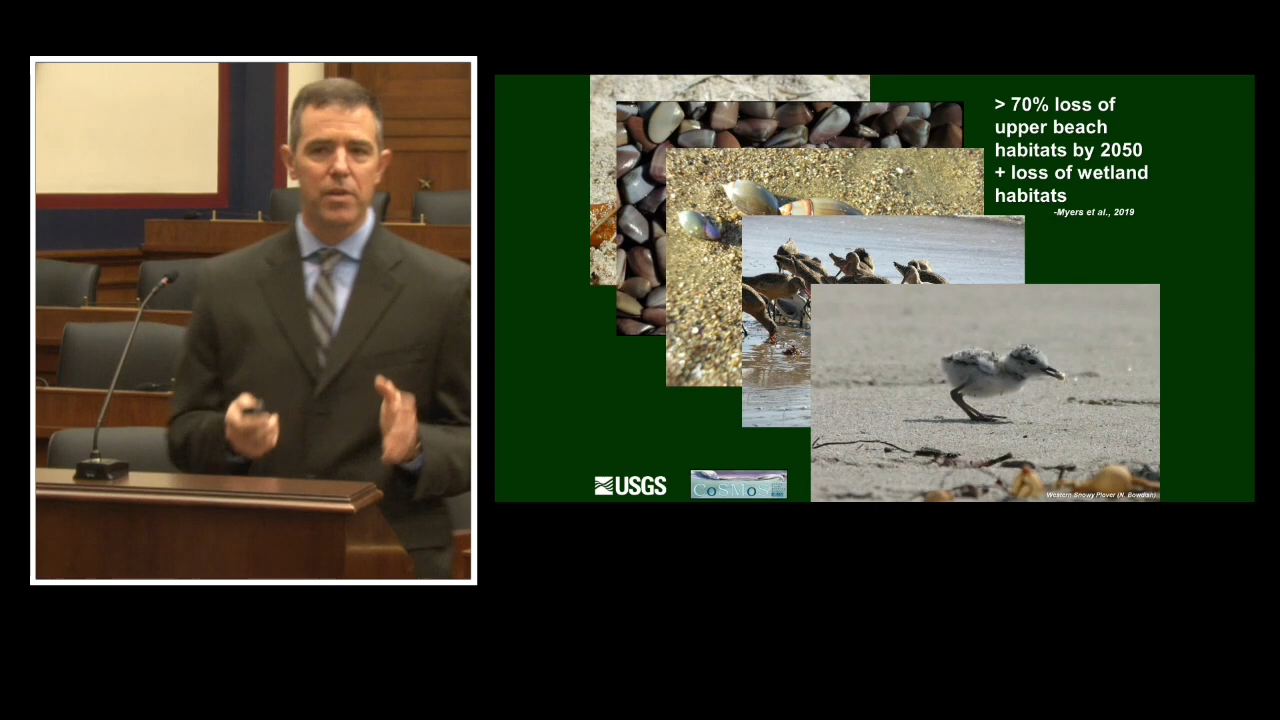 > 70% loss of
upper beach
habitats by 2050
+ loss of wetland
habitats
-Myers et al., 2019
USGS
CoSMoS
Western Snowy Plover (N. Bowdish)